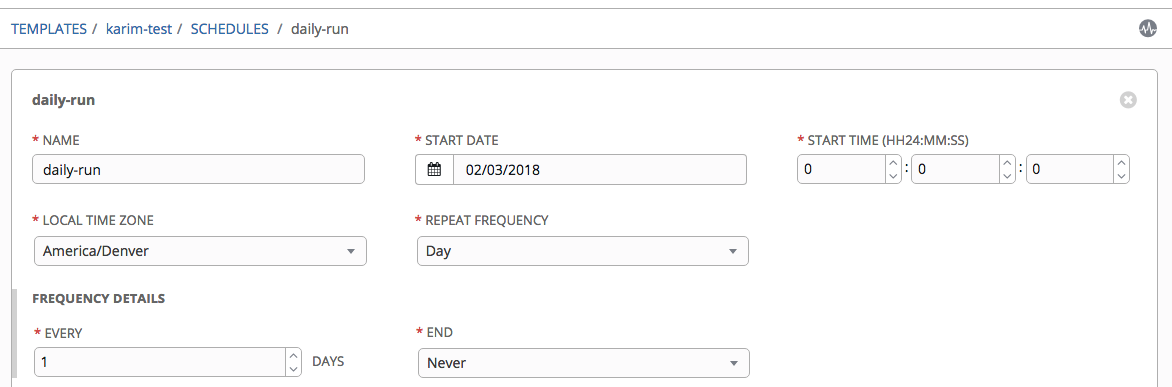 TEMPLATES / karim-test / SCHEDULES / daily-run
daily-run
* NAME * START DATE * START TIME (HH24:MM:SS)
daily-run 02/03/2018 0 : 0 : 0
* LOCAL TIME ZONE * REPEAT FREQUENCY
America/Denver Day
FREQUENCY DETAILS
* EVERY * END
1 DAYS Never